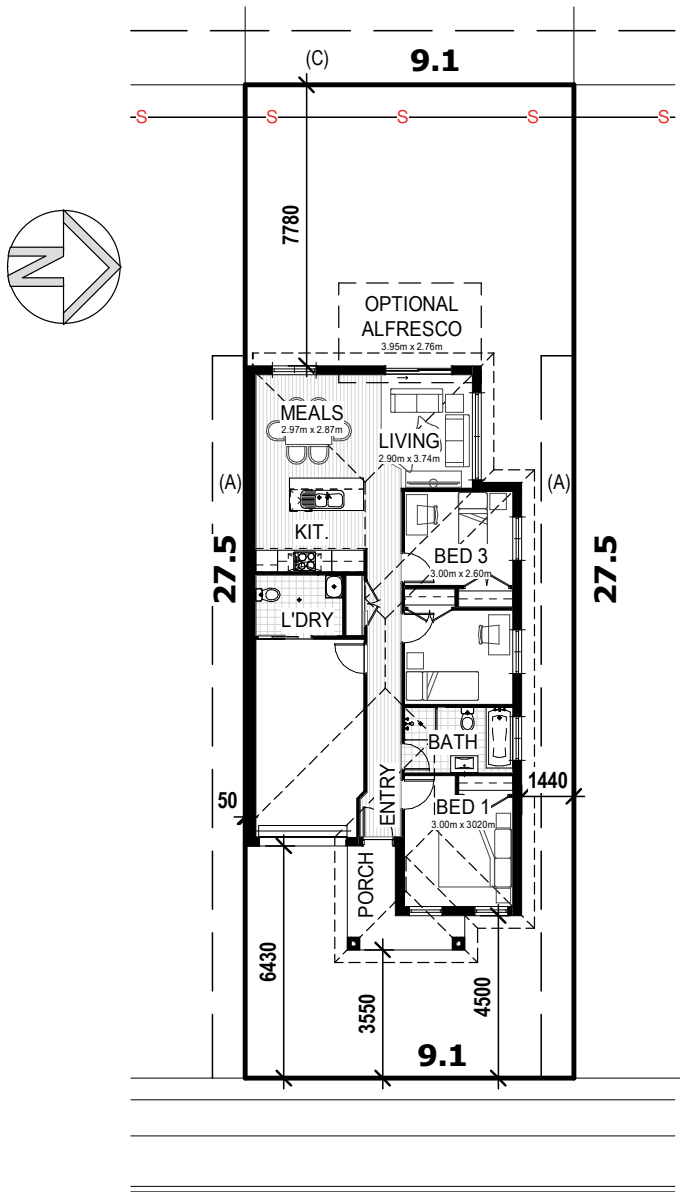 (C)
9.1
S S S S S
7780
N
OPTIONAL
ALFRESCO
3.95m x 2.76m
MEALS
2.97m x 2.87m
LIVING
2.90m x 3.74m
(A)
(A)
KIT.
27.5
27.5
BED 3
3.00m x 2.60m
L'DRY
BATH
1440
50
ENTRY
BED 1
3.00m x 3020m
PORCH
6430
3550
4500
9.1